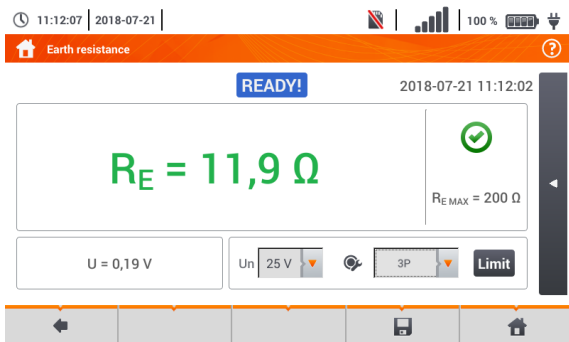 11:12:07 2018-07-21 100 %
Earth resistance ?
READY! 2018-07-21 11:12:02
RE = 11,9 Ω
RE MAX = 200 Ω
U = 0,19 V Un 25 V 3P Limit